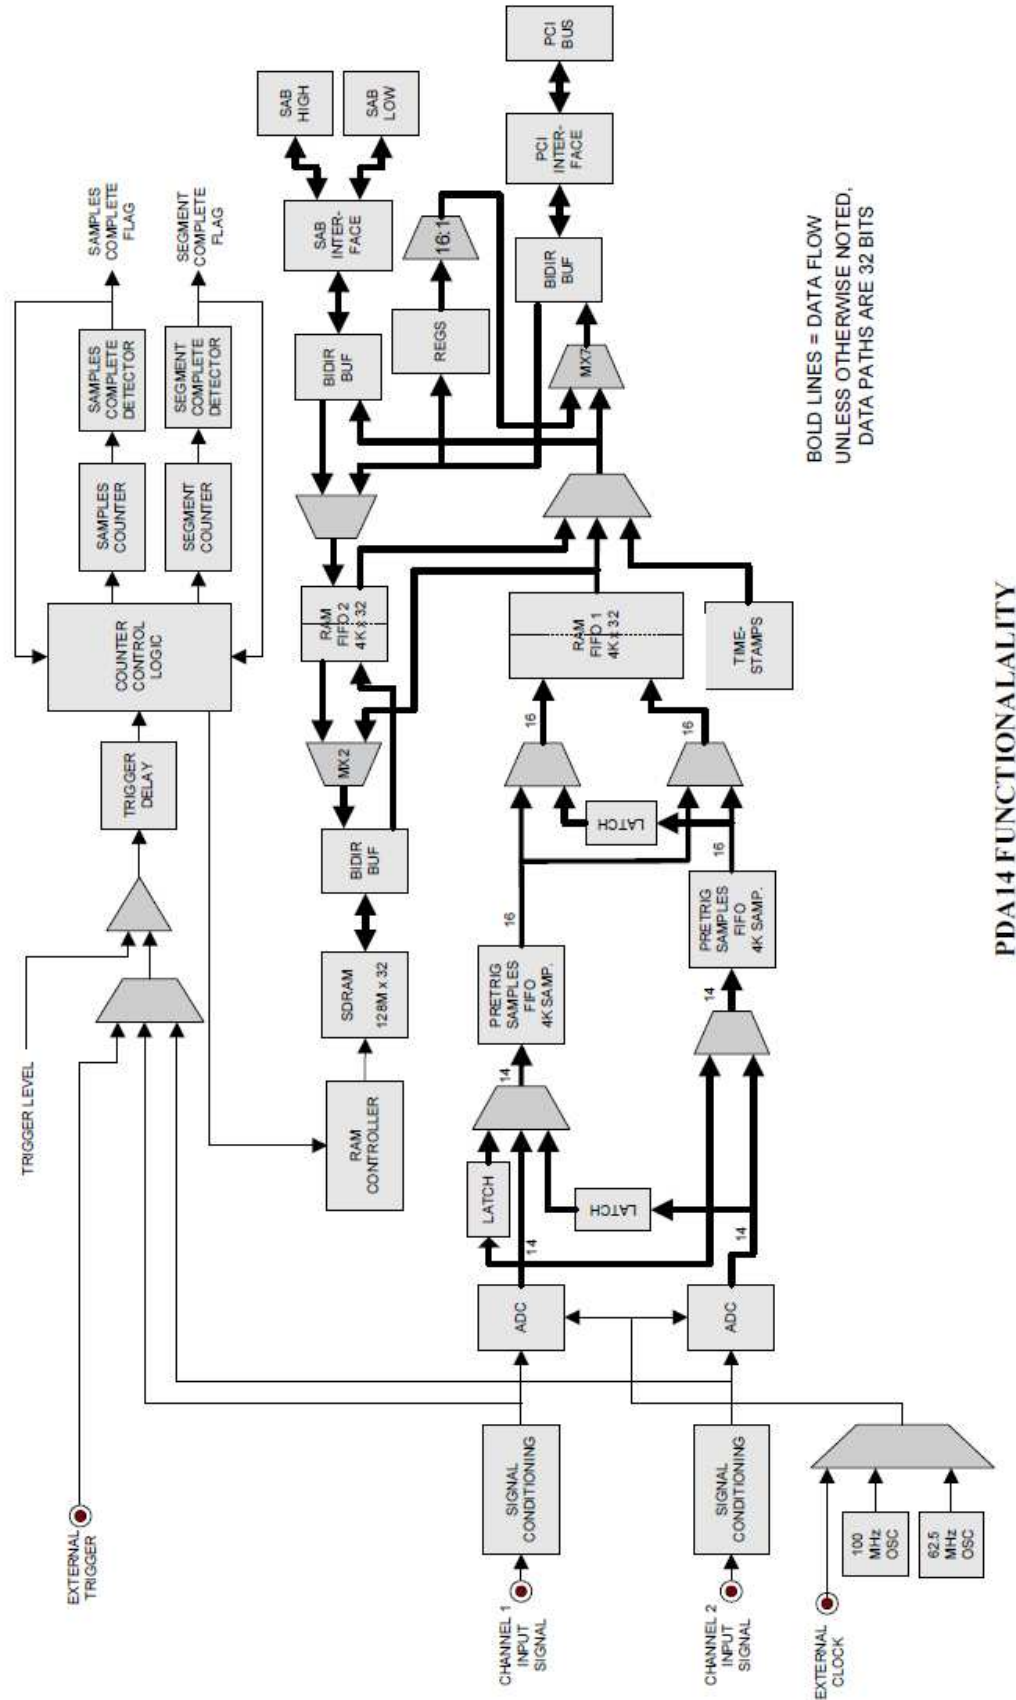 TRIGGER LEVEL
EXTERNAL
TRIGGER
TRIGGER
DELAY
COUNTER
CONTROL
LOGIC
SAMPLES
COUNTER
SAMPLES
COMPLETE
DETECTOR
SAMPLES
COMPLETE
FLAG
SEGMENT
COUNTER
SEGMENT
COMPLETE
DETECTOR
SEGMENT
COMPLETE
FLAG
RAM
CONTROLLER
SDRAM
128M x 32
BIDIR
BUF
MX2
RAM
FIFO 2
4K x 32
BIDIR
BUF
SAB
INTER-
FACE
SAB
HIGH
SAB
LOW
REGS
16:1
CHANNEL 1
INPUT
SIGNAL
SIGNAL
CONDITIONING
ADC
14
LATCH
LATCH
14
PRETRIG
SAMPLES
FIFO
4K SAMP.
16
LATCH
16
RAM
FIFO 1
4K x 32
MX7
BIDIR
BUF
PCI
INTER-
FACE
PCI
BUS
CHANNEL 2
INPUT
SIGNAL
SIGNAL
CONDITIONING
ADC
14
14
PRETRIG
SAMPLES
FIFO
4K SAMP.
16
16
TIME-
STAMPS
EXTERNAL
CLOCK
100
MHz
OSC
62.5
MHz
OSC
BOLD LINES = DATA FLOW
UNLESS OTHERWISE NOTED,
DATA PATHS ARE 32 BITS
PDA14 FUNCTIONALALITY